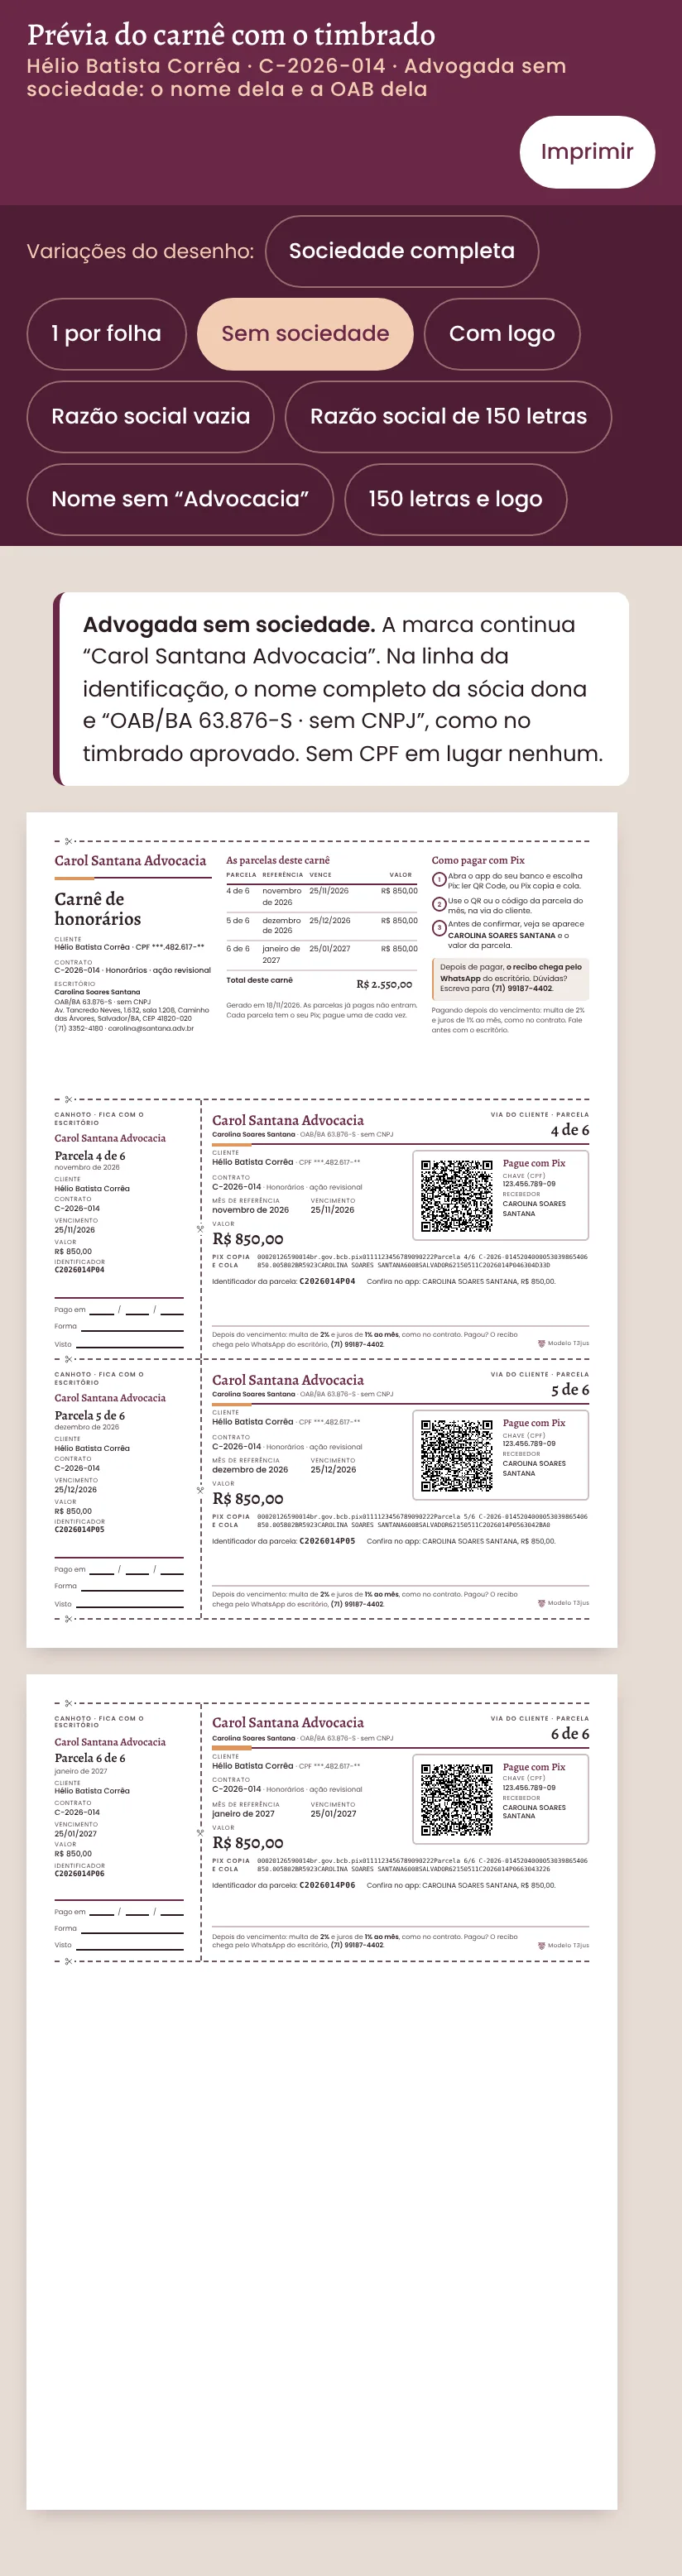 Prévia do carnê com o timbrado
Hélio Batista Corrêa · C-2026-014 · Advogada sem
sociedade: o nome dela e a OAB dela
Imprimir
Variações do desenho:
Sociedade completa
1 por folha
Sem sociedade
Com logo
Razão social vazia
Razão social de 150 letras
Nome sem “Advocacia”
150 letras e logo
Advogada sem sociedade. A marca continua
“Carol Santana Advocacia”. Na linha da
identificação, o nome completo da sócia dona
e “OAB/BA 63.876-S · sem CNPJ”, como no
timbrado aprovado. Sem CPF em lugar nenhum.
Carol Santana Advocacia
Carnê de
honorários
CLIENTE
Hélio Batista Corrêa · CPF ***.482.617-**
CONTRATO
C-2026-014 · Honorários · ação revisional
ESCRITÓRIO
Carolina Soares Santana
OAB/BA 63.876-S · sem CNPJ
Av. Tancredo Neves, 1.632, sala 1.208, Caminho
das Árvores, Salvador/BA, CEP 41820-020
(71) 3352-4180 · carolina@santana.adv.br
As parcelas deste carnê
PARCELA REFERÊNCIA VENCE VALOR
4 de 6 novembro 25/11/2026 R$ 850,00
de 2026
5 de 6 dezembro 25/12/2026 R$ 850,00
de 2026
6 de 6 janeiro de 25/01/2027 R$ 850,00
2027
Total deste carnê R$ 2.550,00
Gerado em 18/11/2026. As parcelas já pagas não entram.
Cada parcela tem o seu Pix; pague uma de cada vez.
Como pagar com Pix
1 Abra o app do seu banco e escolha
Pix: ler QR Code, ou Pix copia e cola.
2 Use o QR ou o código da parcela do
mês, na via do cliente.
3 Antes de confirmar, veja se aparece
CAROLINA SOARES SANTANA e o
valor da parcela.
Depois de pagar, o recibo chega pelo
WhatsApp do escritório. Dúvidas?
Escreva para (71) 99187-4402.
Pagando depois do vencimento: multa de 2%
e juros de 1% ao mês, como no contrato. Fale
antes com o escritório.
CANHOTO · FICA COM O
ESCRITÓRIO
Carol Santana Advocacia
Parcela 4 de 6
novembro de 2026
CLIENTE
Hélio Batista Corrêa
CONTRATO
C-2026-014
VENCIMENTO
25/11/2026
VALOR
R$ 850,00
IDENTIFICADOR
C2026014P04
Pago em / /
Forma
Visto
Carol Santana Advocacia
Carolina Soares Santana · OAB/BA 63.876-S · sem CNPJ
VIA DO CLIENTE · PARCELA
4 de 6
CLIENTE
Hélio Batista Corrêa · CPF ***.482.617-**
CONTRATO
C-2026-014 · Honorários · ação revisional
MÊS DE REFERÊNCIA VENCIMENTO
novembro de 2026 25/11/2026
VALOR
R$ 850,00
Pague com Pix
CHAVE (CPF)
123.456.789-09
RECEBEDOR
CAROLINA SOARES
SANTANA
PIX COPIA
E COLA
Identificador da parcela: C2026014P04 Confira no app: CAROLINA SOARES SANTANA, R$ 850,00.
Depois do vencimento: multa de 2% e juros de 1% ao mês, como no contrato. Pagou? O recibo
chega pelo WhatsApp do escritório, (71) 99187-4402.
Modelo T3jus
CANHOTO · FICA COM O
ESCRITÓRIO
Carol Santana Advocacia
Parcela 5 de 6
dezembro de 2026
CLIENTE
Hélio Batista Corrêa
CONTRATO
C-2026-014
VENCIMENTO
25/12/2026
VALOR
R$ 850,00
IDENTIFICADOR
C2026014P05
Pago em / /
Forma
Visto
Carol Santana Advocacia
Carolina Soares Santana · OAB/BA 63.876-S · sem CNPJ
VIA DO CLIENTE · PARCELA
5 de 6
CLIENTE
Hélio Batista Corrêa · CPF ***.482.617-**
CONTRATO
C-2026-014 · Honorários · ação revisional
MÊS DE REFERÊNCIA VENCIMENTO
dezembro de 2026 25/12/2026
VALOR
R$ 850,00
Pague com Pix
CHAVE (CPF)
123.456.789-09
RECEBEDOR
CAROLINA SOARES
SANTANA
PIX COPIA
E COLA
Identificador da parcela: C2026014P05 Confira no app: CAROLINA SOARES SANTANA, R$ 850,00.
Depois do vencimento: multa de 2% e juros de 1% ao mês, como no contrato. Pagou? O recibo
chega pelo WhatsApp do escritório, (71) 99187-4402.
Modelo T3jus
CANHOTO · FICA COM O
ESCRITÓRIO
Carol Santana Advocacia
Parcela 6 de 6
janeiro de 2027
CLIENTE
Hélio Batista Corrêa
CONTRATO
C-2026-014
VENCIMENTO
25/01/2027
VALOR
R$ 850,00
IDENTIFICADOR
C2026014P06
Pago em / /
Forma
Visto
Carol Santana Advocacia
Carolina Soares Santana · OAB/BA 63.876-S · sem CNPJ
VIA DO CLIENTE · PARCELA
6 de 6
CLIENTE
Hélio Batista Corrêa · CPF ***.482.617-**
CONTRATO
C-2026-014 · Honorários · ação revisional
MÊS DE REFERÊNCIA VENCIMENTO
janeiro de 2027 25/01/2027
VALOR
R$ 850,00
Pague com Pix
CHAVE (CPF)
123.456.789-09
RECEBEDOR
CAROLINA SOARES
SANTANA
PIX COPIA
E COLA
Identificador da parcela: C2026014P06 Confira no app: CAROLINA SOARES SANTANA, R$ 850,00.
Depois do vencimento: multa de 2% e juros de 1% ao mês, como no contrato. Pagou? O recibo
chega pelo WhatsApp do escritório, (71) 99187-4402.
Modelo T3jus